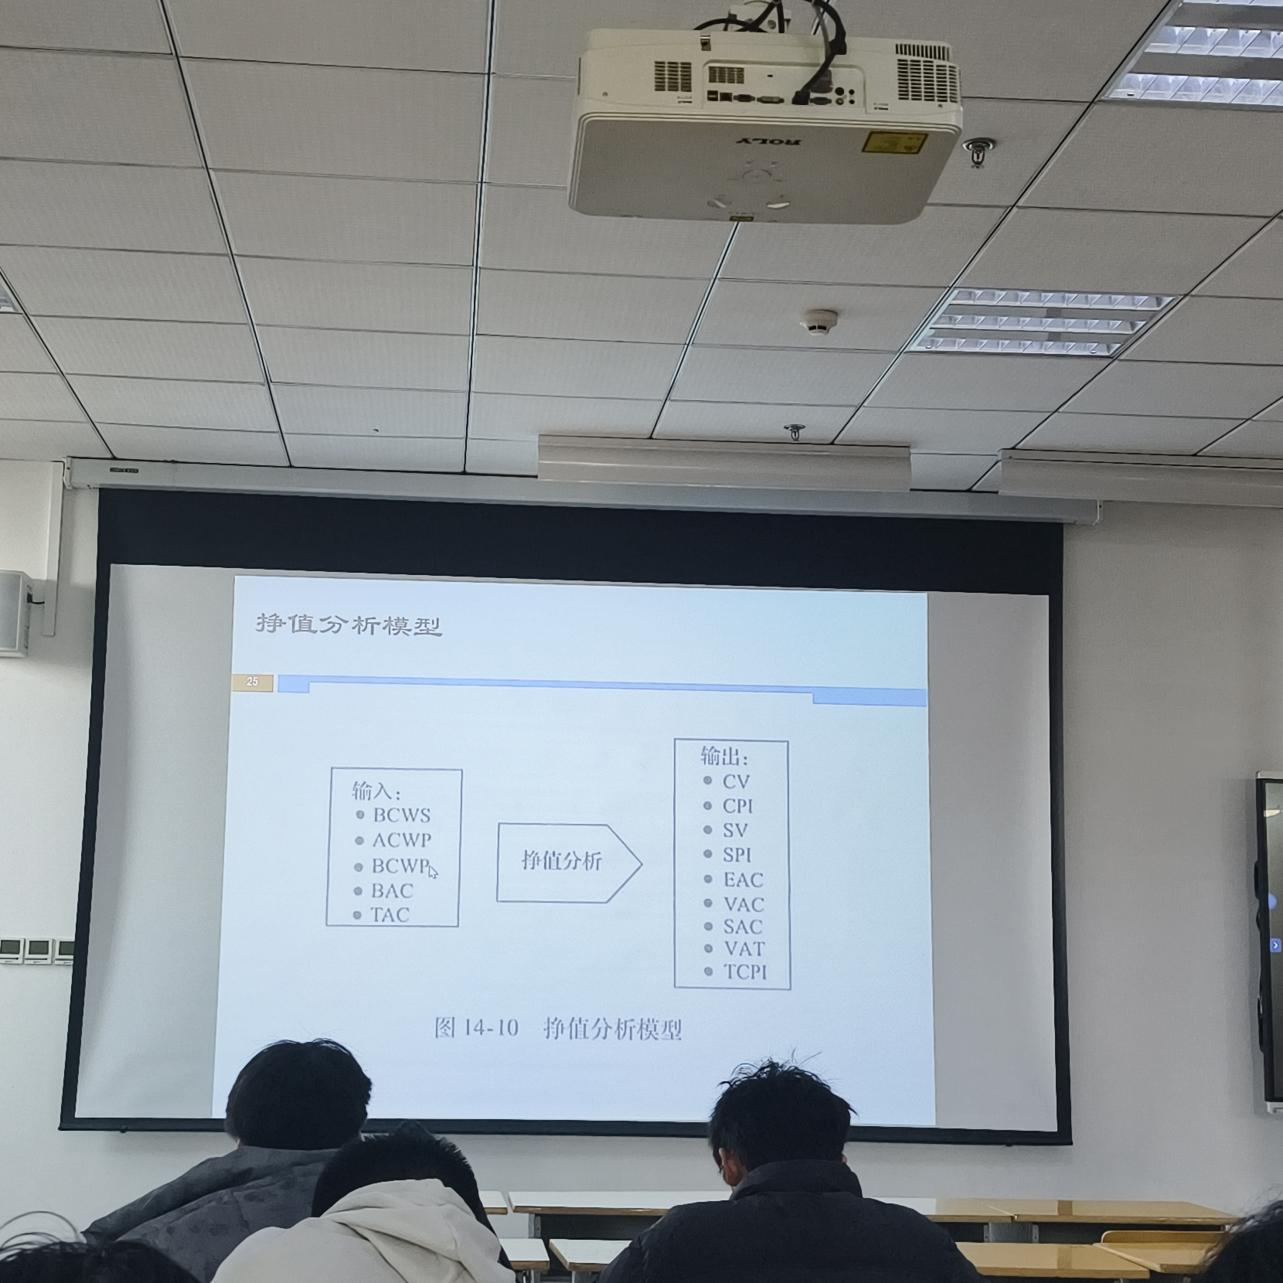 ROLY
挣值分析模型
25
输入：
BCWS
ACWP
BCWP
BAC
TAC
挣值分析
输出：
CV
CPI
SV
SPI
EAC
VAC
SAC
VAT
TCPI
图 14-10 挣值分析模型